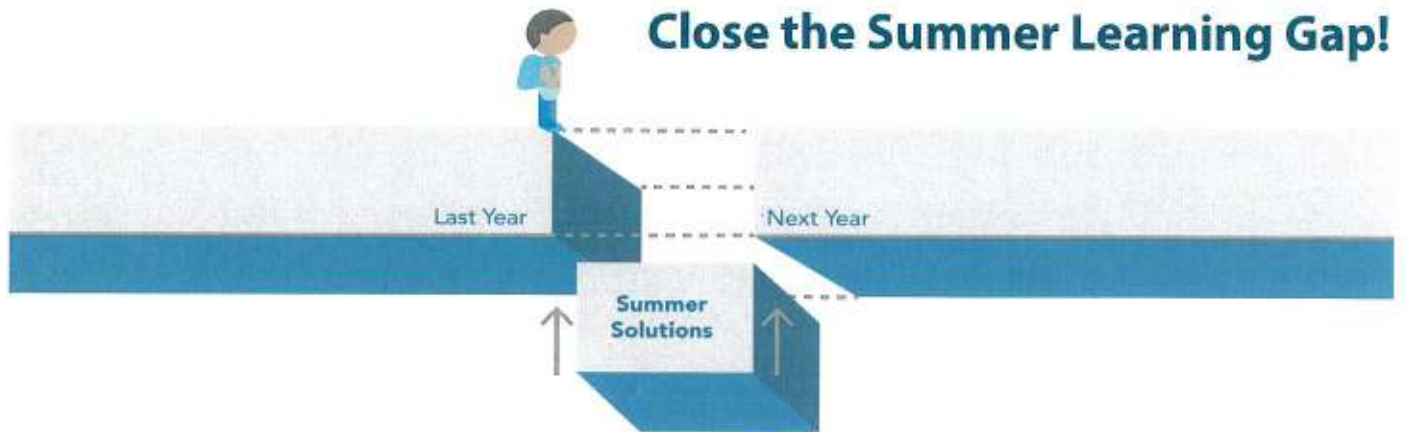 Close the Summer Learning Gap!
Last Year
Next Year
Summer
Solutions